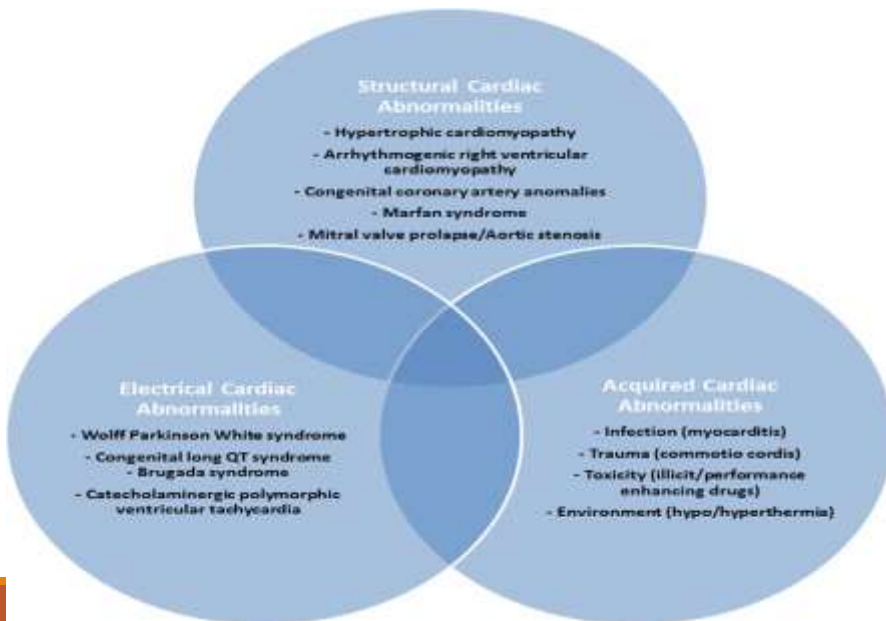 Structural Cardiac
Abnormalities
- Hypertrophic cardiomyopathy
- Arrhythmogenic right ventricular
cardiomyopathy
- Congenital coronary artery anomalies
- Marfan syndrome
- Mitral valve prolapse/Aortic stenosis
Electrical Cardiac
Abnormalities
- Wolff Parkinson White syndrome
- Congenital long QT syndrome
- Brugada syndrome
- Catecholaminergic polymorphic
ventricular tachycardia
Acquired Cardiac
Abnormalities
- Infection (myocarditis)
- Trauma (commotio cordis)
- Toxicity (illicit/performance
enhancing drugs)
- Environment (hypo/hyperthermia)